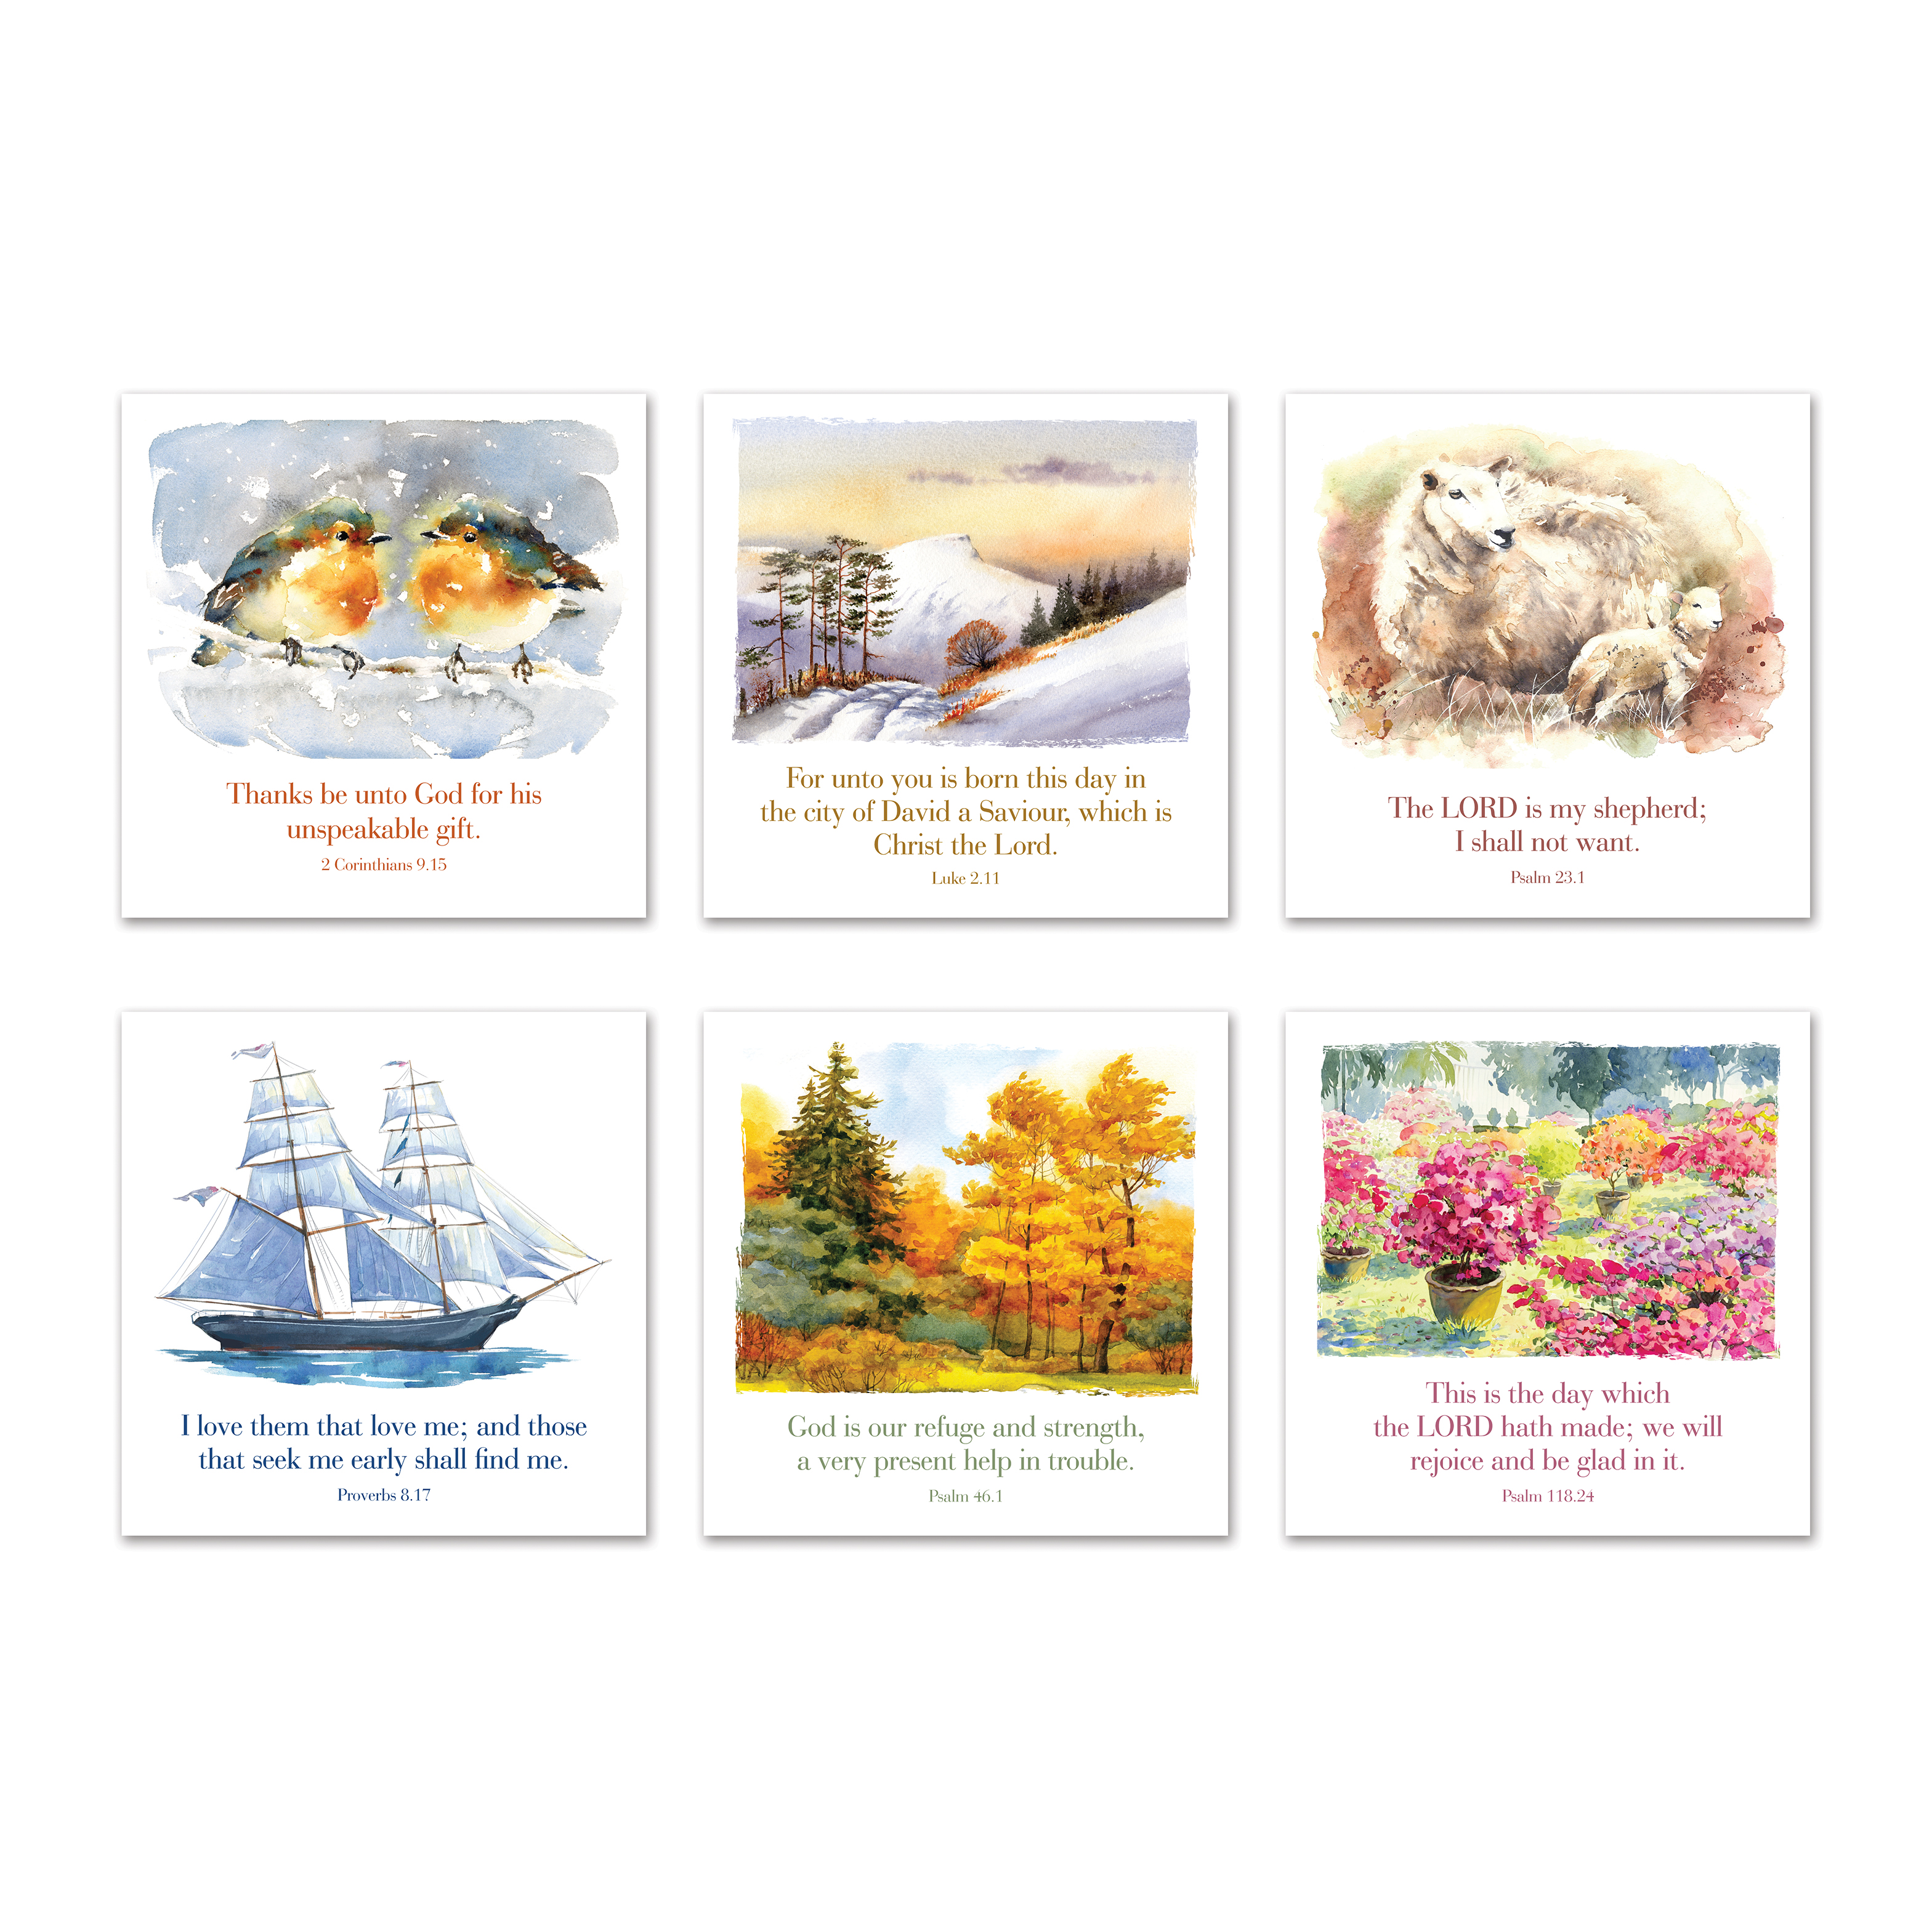 Thanks be unto God for his
unspeakable gift.
2 Corinthians 9.15
For unto you is born this day in
the city of David a Saviour, which is
Christ the Lord.
Luke 2.11
The LORD is my shepherd;
I shall not want.
Psalm 23.1
I love them that love me; and those
that seek me early shall find me.
Proverbs 8.17
God is our refuge and strength,
a very present help in trouble.
Psalm 46.1
This is the day which
the LORD hath made; we will
rejoice and be glad in it.
Psalm 118.24